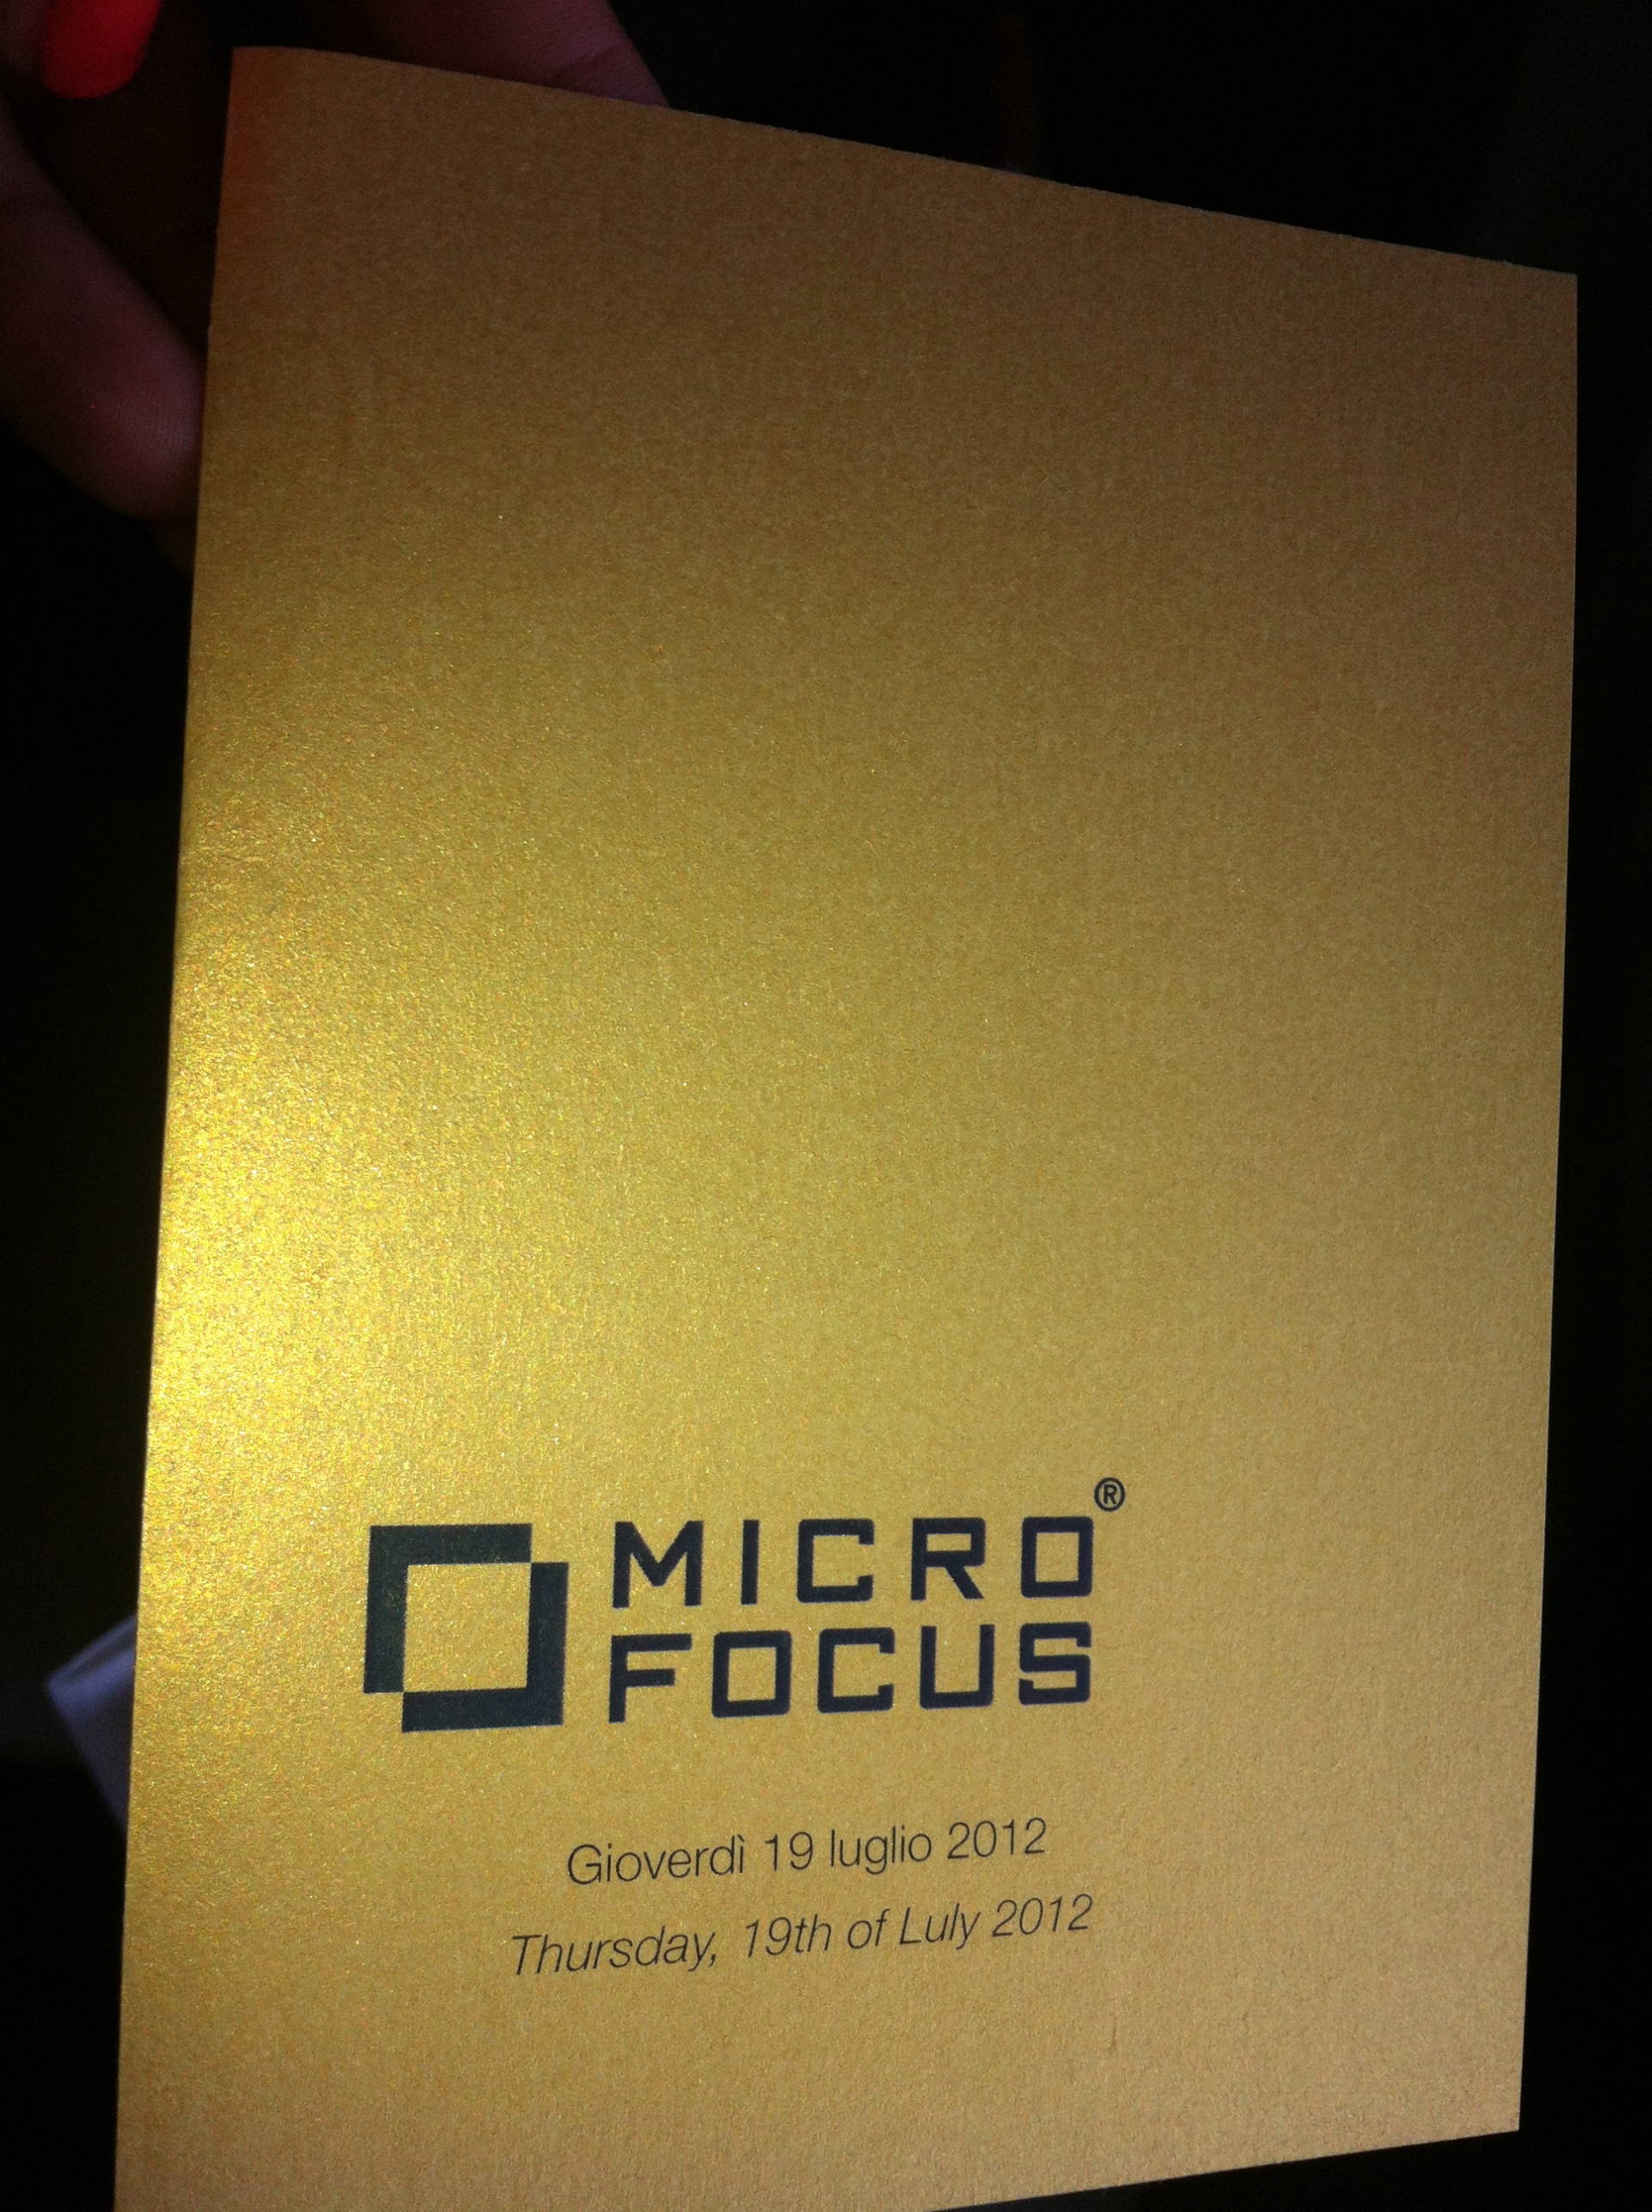 MICRO®
FOCUS
Gioverdì 19 luglio 2012
Thursday, 19th of Luly 2012